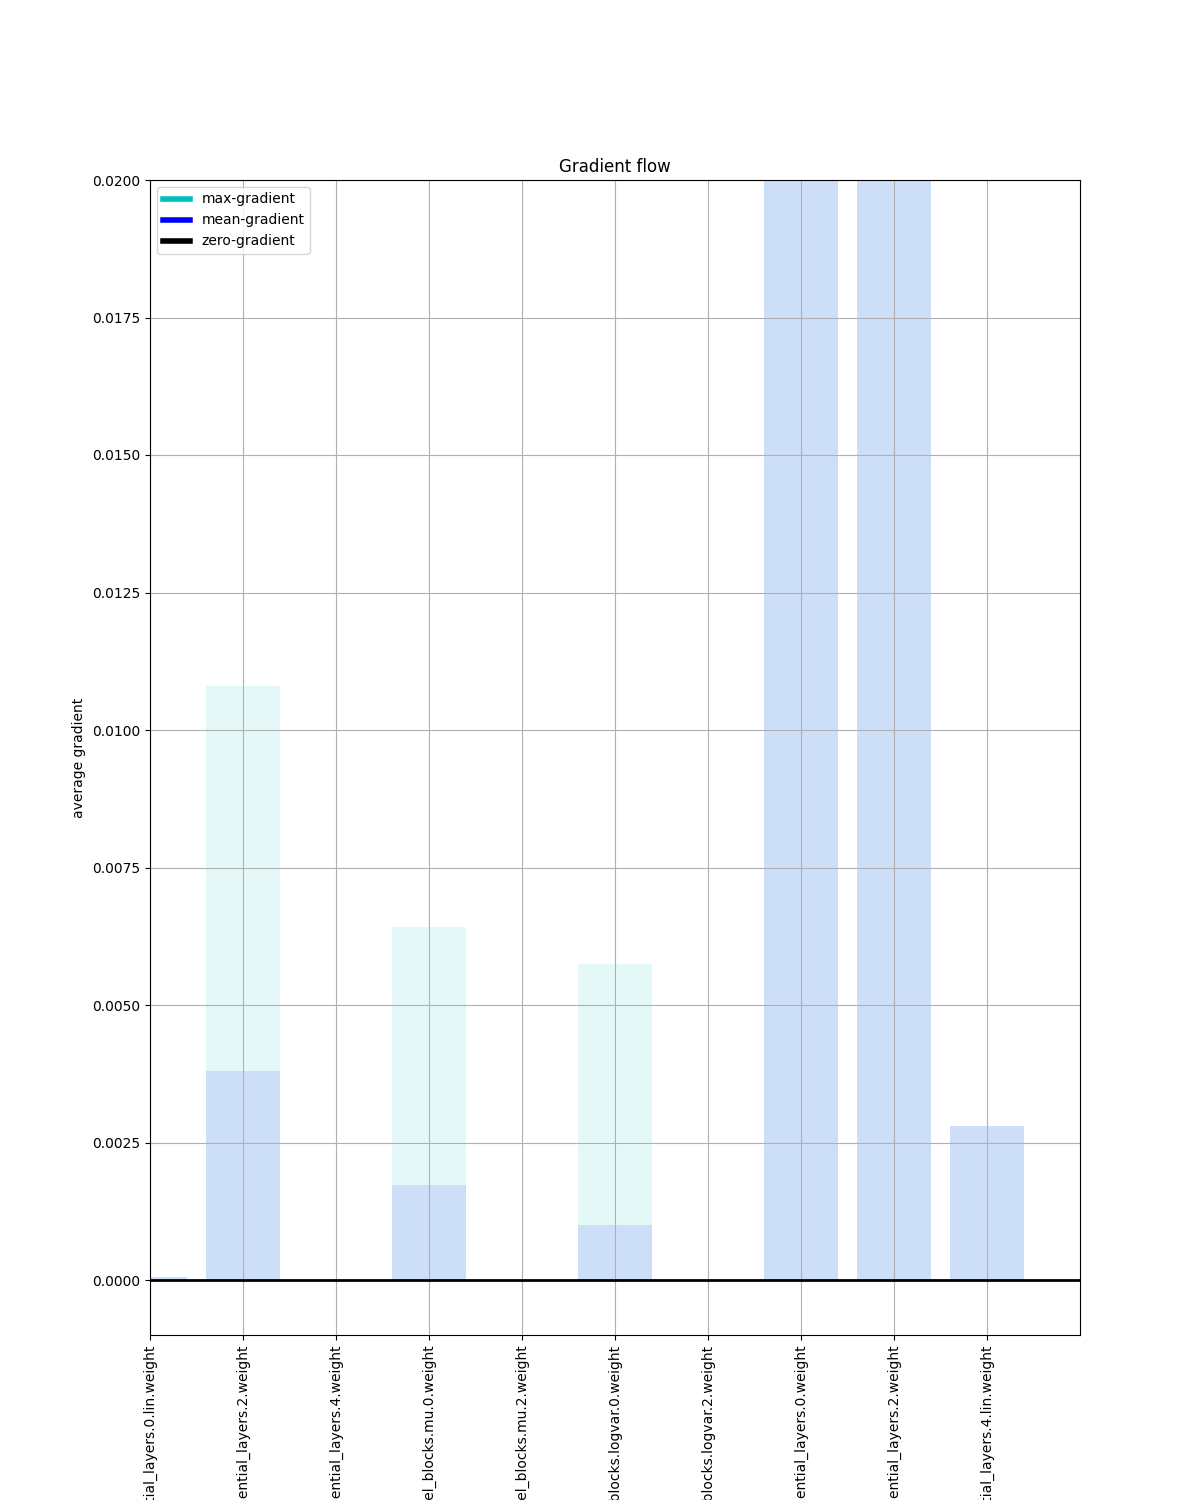 Gradient flow
max-gradient
mean-gradient
zero-gradient
0.0200
0.0175
0.0150
0.0125
0.0100
0.0075
0.0050
0.0025
0.0000
average gradient
tial_layers.0.lin.weight
ential_layers.2.weight
ential_layers.4.weight
el_blocks.mu.0.weight
el_blocks.mu.2.weight
blocks.logvar.0.weight
blocks.logvar.2.weight
ential_layers.0.weight
ential_layers.2.weight
tial_layers.4.lin.weight